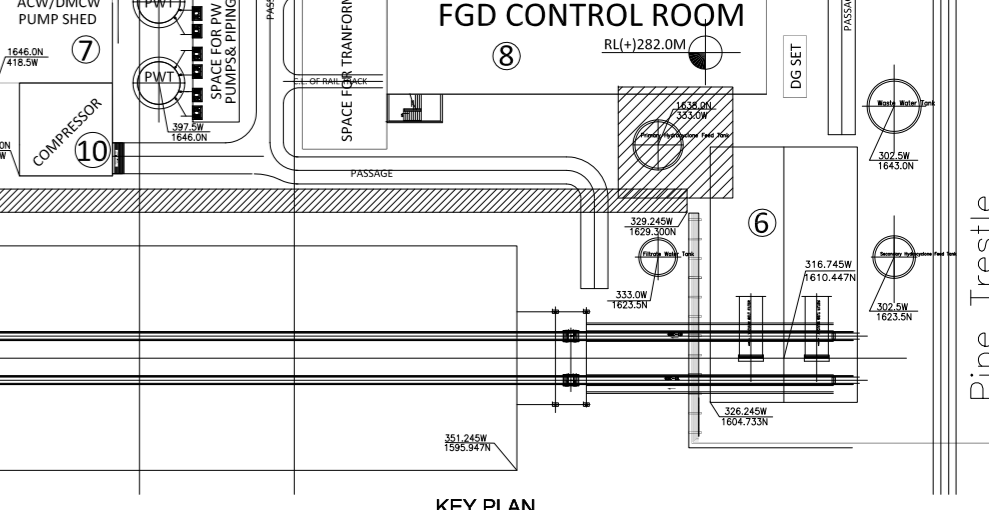 ACW/DMCW
PUMP SHED
7
1646.0N
418.5W
COMPRESSOR
10
PWT
PWT
397.5W
1646.0N
SPACE FOR PW
PUMPS& PIPING
C.L. OF RAIL TRACK
PASSAGE
FGD CONTROL ROOM
8
RL(+)282.0M
DG SET
1638.0N
333.0W
Primary Hydrocyclone Feed Tank
Waste Water Tank
302.5W
1643.0N
329.245W
1629.300N
6
Filtrate Water Tank
333.0W
1623.5N
316.745W
1610.447N
Secondary Hydrocyclone Feed Tank
302.5W
1623.5N
326.245W
1604.733N
351.245W
1595.947N
Pipe Trestle
KEY PLAN